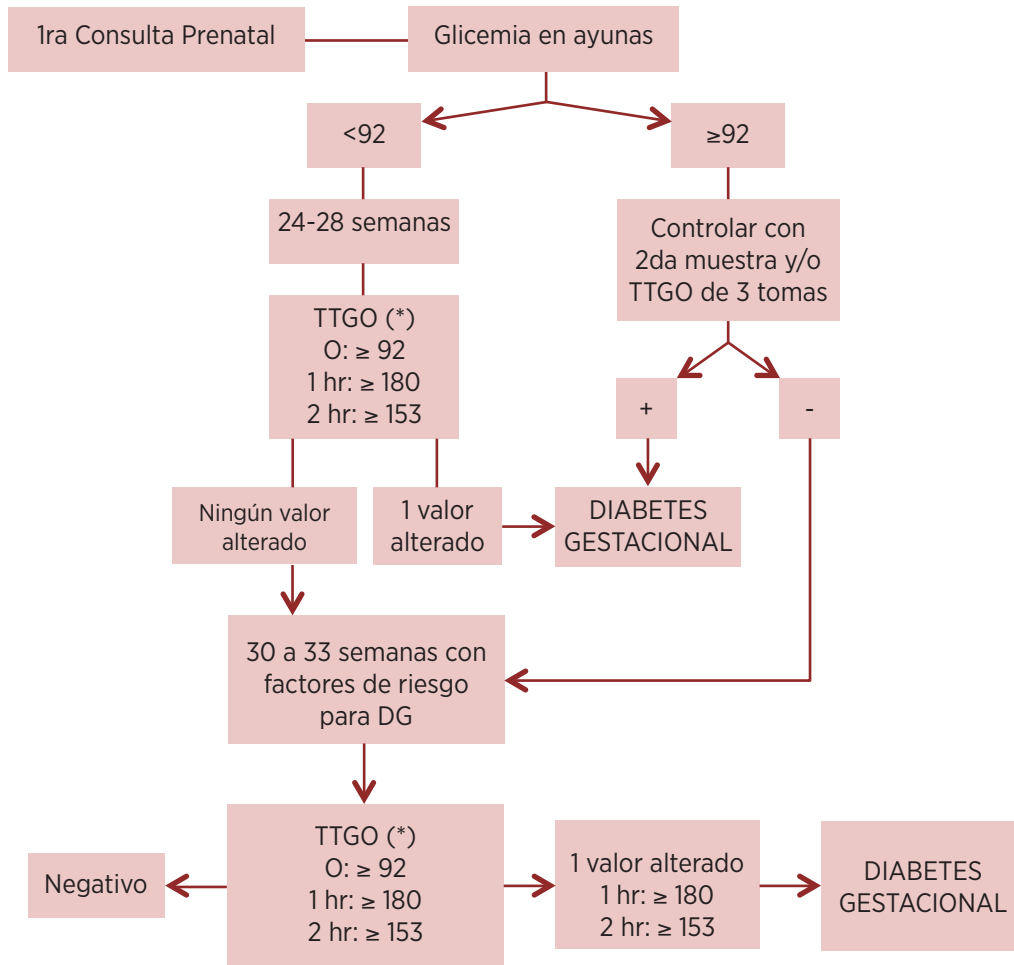 1ra Consulta Prenatal
Glicemia en ayunas
<92
≥92
24-28 semanas
Controlar con
2da muestra y/o
TTGO de 3 tomas
TTGO (*)
O: ≥ 92
1 hr: ≥ 180
2 hr: ≥ 153
+
-
Ningún valor
alterado
1 valor
alterado
DIABETES
GESTACIONAL
30 a 33 semanas con
factores de riesgo
para DG
TTGO (*)
O: ≥ 92
1 hr: ≥ 180
2 hr: ≥ 153
Negativo
1 valor alterado
1 hr: ≥ 180
2 hr: ≥ 153
DIABETES
GESTACIONAL